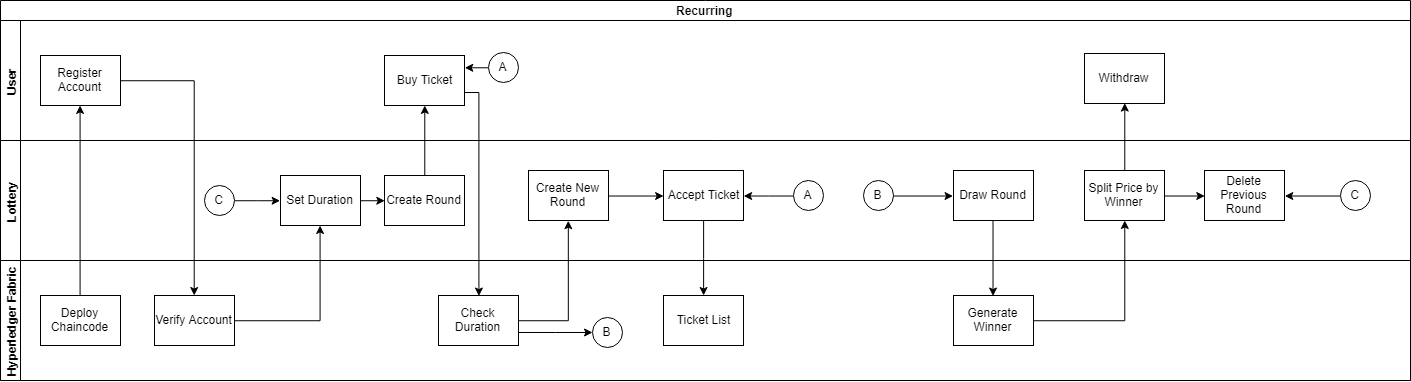 Recurring
User
Register
Account
Buy Ticket
A
Withdraw
Lottery
C
Set Duration
Create Round
Create New
Round
Accept Ticket
A
B
Draw Round
Split Price by
Winner
Delete
Previous
Round
C
Hyperledger Fabric
Deploy
Chaincode
Verify Account
Check
Duration
B
Ticket List
Generate
Winner